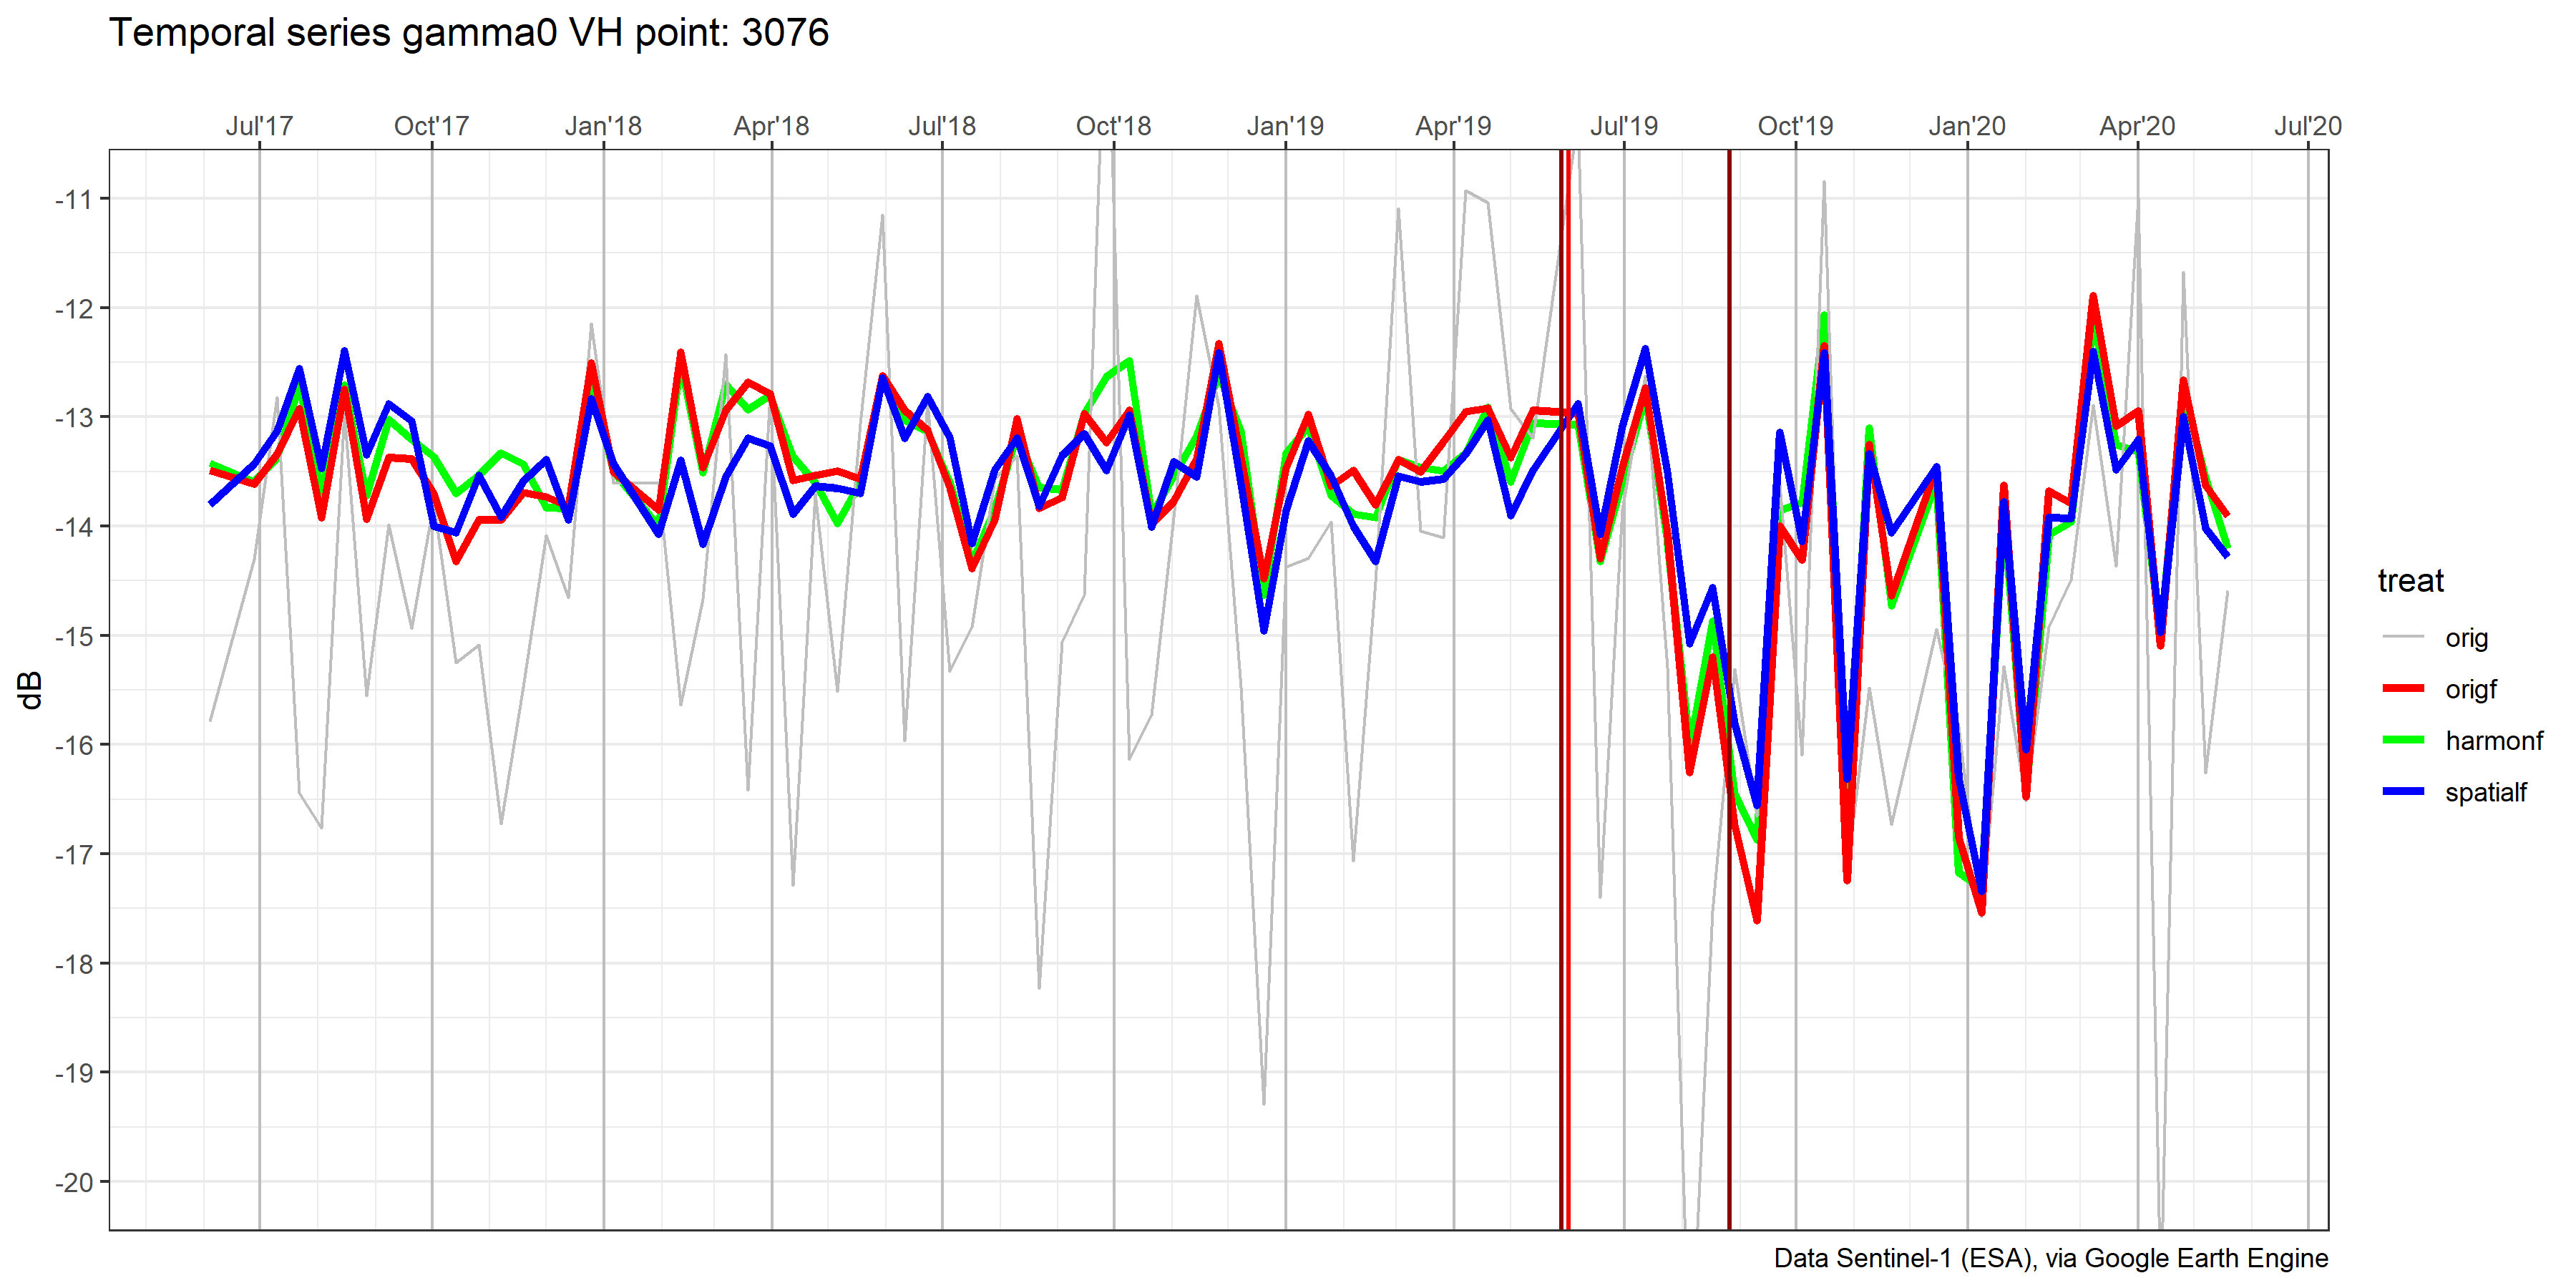 Temporal series gamma0 VH point: 3076
Jul'17 Oct'17 Jan'18 Apr'18 Jul'18 Oct'18 Jan'19 Apr'19 Jul'19 Oct'19 Jan'20 Apr'20 Jul'20
-11
-12
-13
-14
-15
-16
-17
-18
-19
-20
dB
treat
orig
origf
harmonf
spatialf
Data Sentinel-1 (ESA), via Google Earth Engine